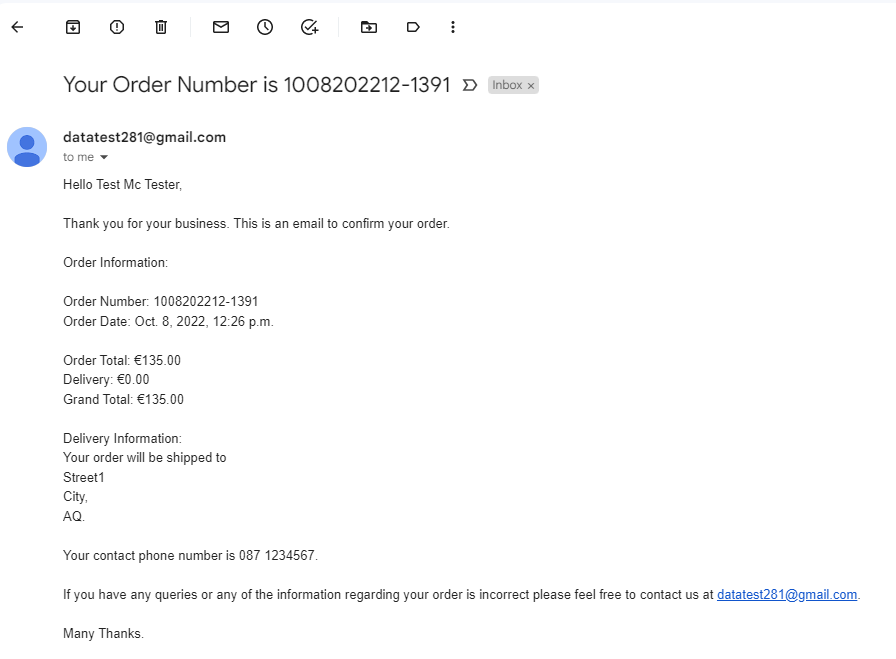 Your Order Number is 1008202212-1391
Inbox ×
datatest281@gmail.com
to me
Hello Test Mc Tester,
Thank you for your business. This is an email to confirm your order.
Order Information:
Order Number: 1008202212-1391
Order Date: Oct. 8, 2022, 12:26 p.m.
Order Total: €135.00
Delivery: €0.00
Grand Total: €135.00
Delivery Information:
Your order will be shipped to
Street1
City,
AQ.
Your contact phone number is 087 1234567.
If you have any queries or any of the information regarding your order is incorrect please feel free to contact us at datatest281@gmail.com.
Many Thanks.